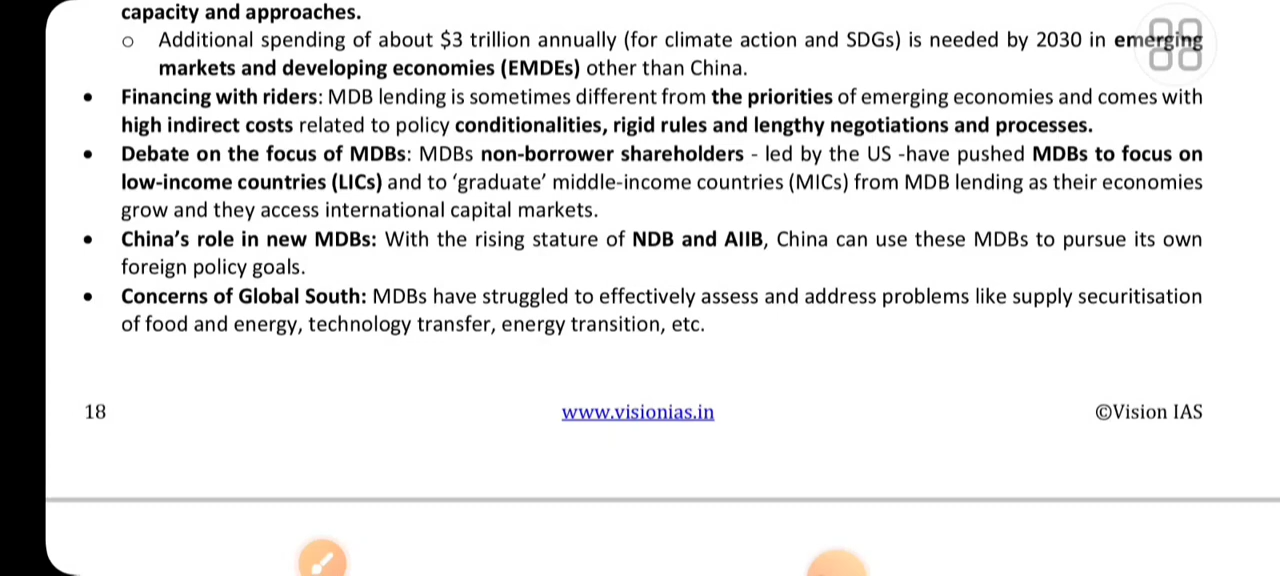 capacity and approaches.
o Additional spending of about $3 trillion annually (for climate action and SDGs) is needed by 2030 in emerging
markets and developing economies (EMDEs) other than China.
• Financing with riders: MDB lending is sometimes different from the priorities of emerging economies and comes with
high indirect costs related to policy conditionalities, rigid rules and lengthy negotiations and processes.
• Debate on the focus of MDBs: MDBs non-borrower shareholders - led by the US -have pushed MDBs to focus on
low-income countries (LICs) and to ‘graduate’ middle-income countries (MICs) from MDB lending as their economies
grow and they access international capital markets.
• China’s role in new MDBs: With the rising stature of NDB and AIIB, China can use these MDBs to pursue its own
foreign policy goals.
• Concerns of Global South: MDBs have struggled to effectively assess and address problems like supply securitisation
of food and energy, technology transfer, energy transition, etc.
18 www.visionias.in ©Vision IAS